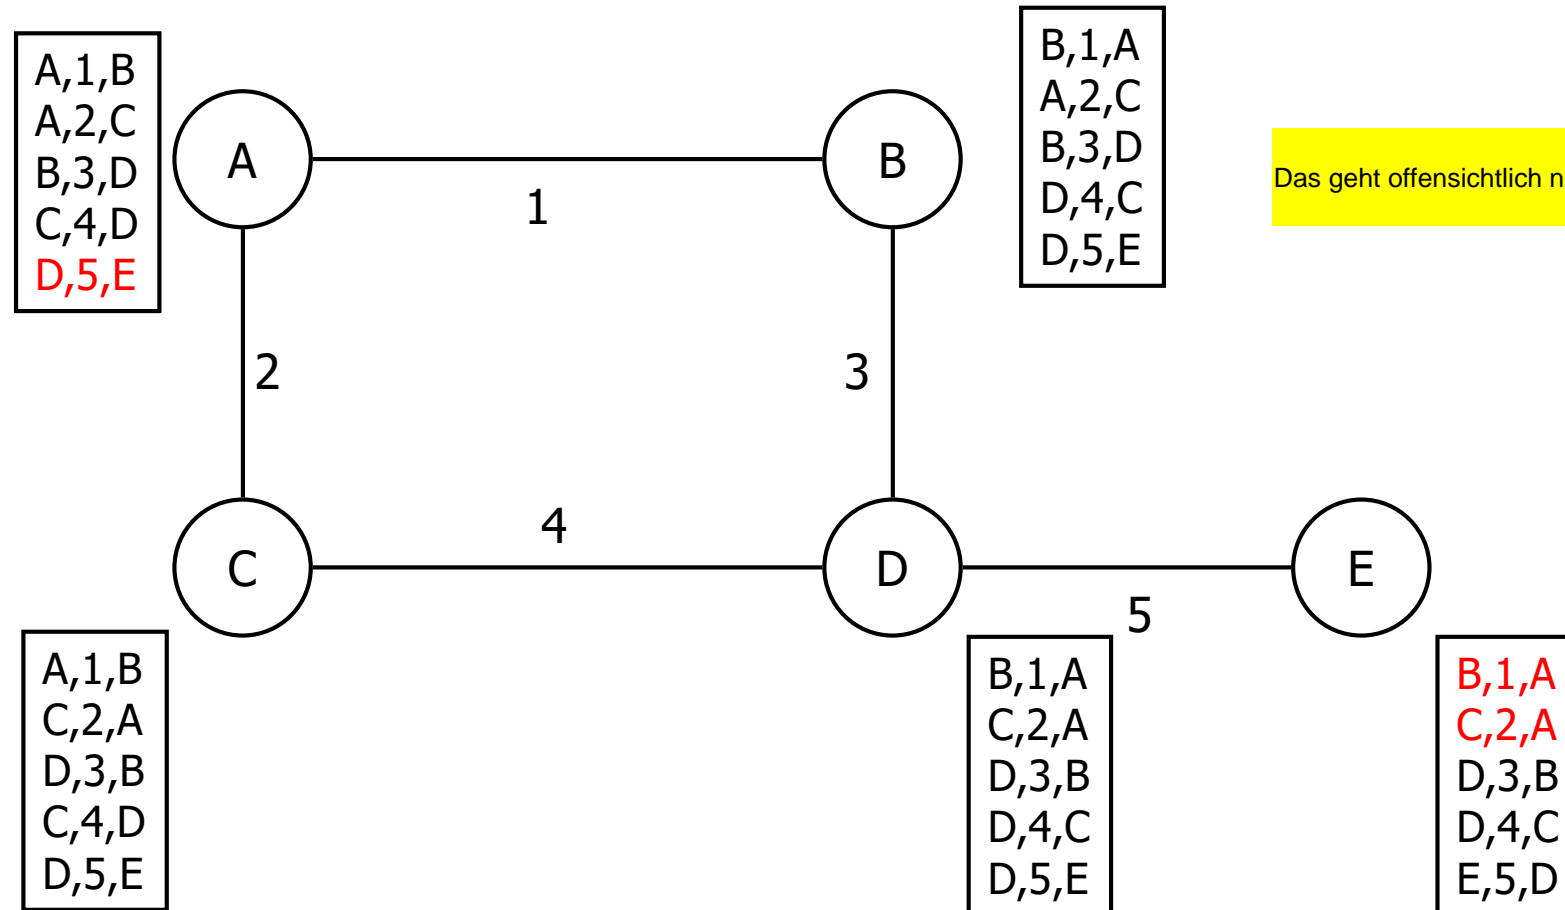 A,1,B
A,2,C
B,3,D
C,4,D
D,5,E
A
1
B
B,1,A
A,2,C
B,3,D
D,4,C
D,5,E
Das geht offensichtlich
2
3
C
4
D
5
E
A,1,B
C,2,A
D,3,B
C,4,D
D,5,E
B,1,A
C,2,A
D,3,B
D,4,C
D,5,E
B,1,A
C,2,A
D,3,B
D,4,C
E,5,D